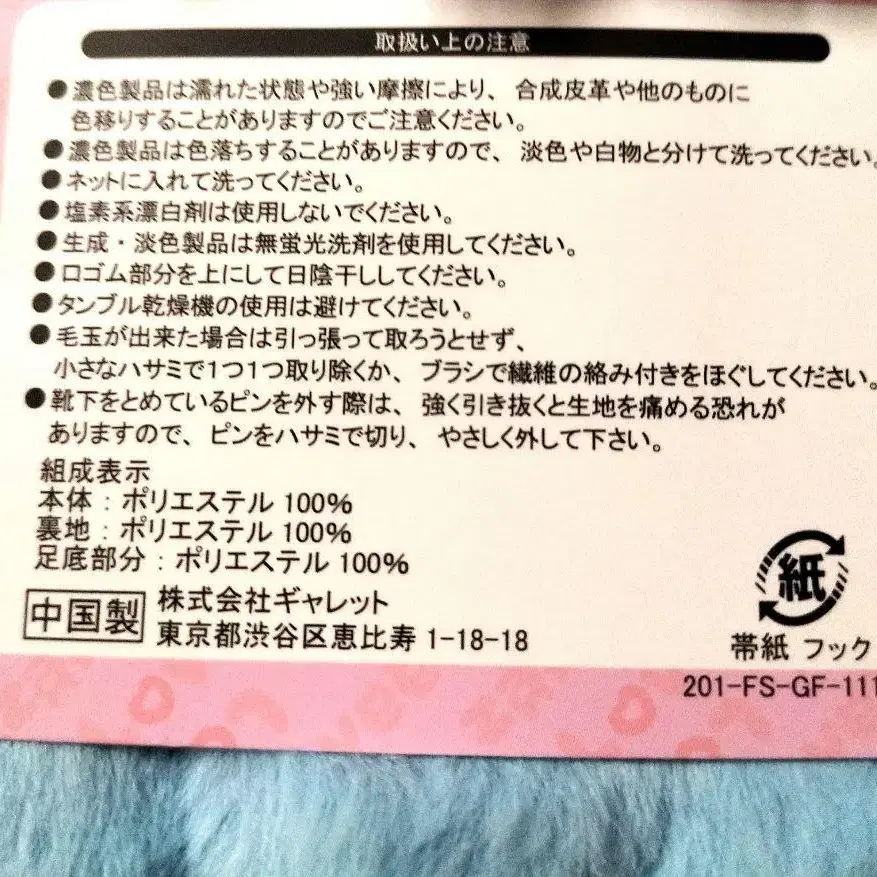 取扱い上の注意
●濃色製品は濡れた状態や強い摩擦により、合成皮革や他のものに
色移りすることがありますのでご注意ください。
●濃色製品は色落ちすることがありますので、淡色や白物と分けて洗ってください。
●ネットに入れて洗ってください。
●塩素系漂白剤は使用しないでください。
●生成・淡色製品は無蛍光洗剤を使用してください。
●口ゴム部分を上にして日陰干ししてください。
●タンブル乾燥機の使用は避けてください。
●毛玉が出来た場合は引っ張って取ろうとせず、
小さなハサミで1つ1つ取り除くか、ブラシで繊維の絡み付きをほぐしてください。
●靴下をとめているピンを外す際は、強く引き抜くと生地を痛める恐れが
ありますので、ピンをハサミで切り、やさしく外して下さい。
組成表示
本体：ポリエステル 100%
裏地：ポリエステル 100%
足底部分：ポリエステル 100%
中国製
株式会社ギャレット
東京都渋谷区恵比寿 1-18-18
紙
帯紙 フック
201-FS-GF-111